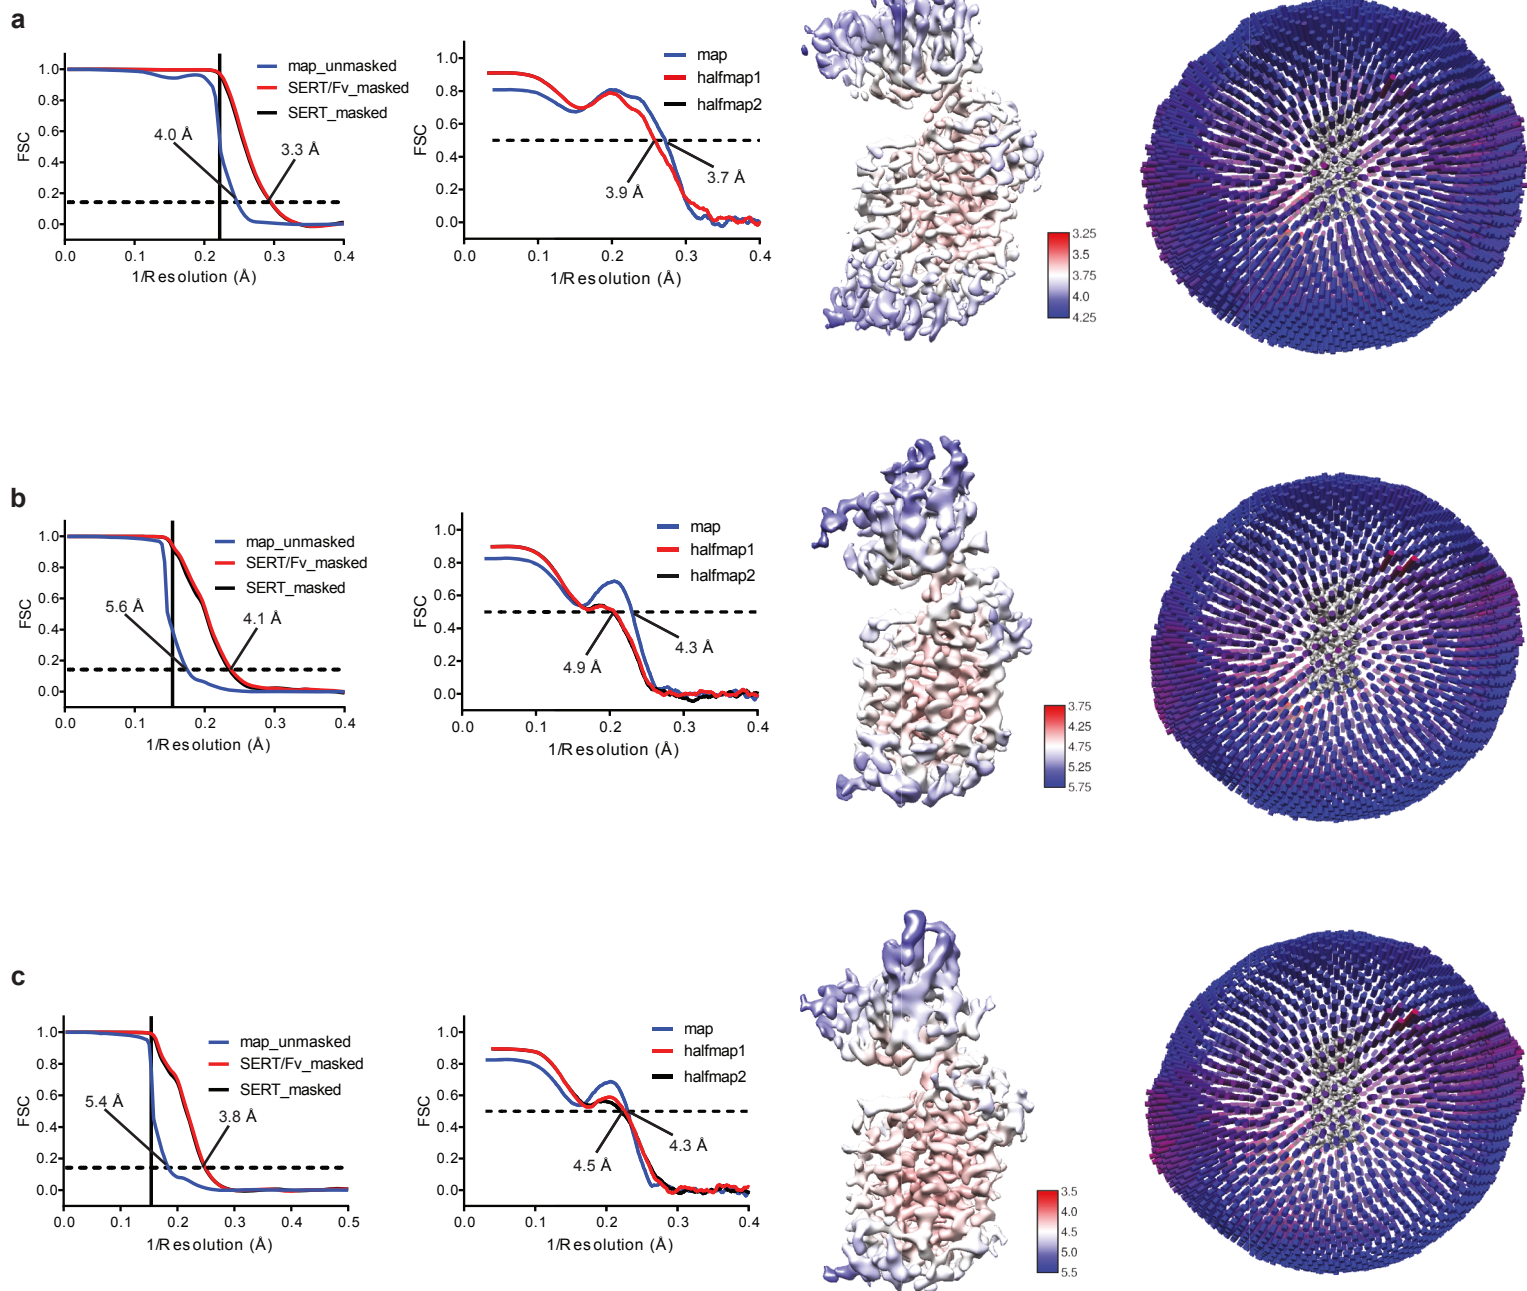 a
1.0
0.8
0.6
0.4
0.2
0.0
FSC
0.0 0.1 0.2 0.3 0.4
1/Resolution (Å)
map_unmasked
SERT/Fv_masked
SERT_masked
4.0 Å
3.3 Å
1.0
0.8
0.6
0.4
0.2
0.0
FSC
0.0 0.1 0.2 0.3 0.4
1/Resolution (Å)
map
halfmap1
halfmap2
3.9 Å
3.7 Å
3.25
3.5
3.75
4.0
4.25
b
1.0
0.8
0.6
0.4
0.2
0.0
FSC
0.0 0.1 0.2 0.3 0.4
1/Resolution (Å)
map_unmasked
SERT/Fv_masked
SERT_masked
5.6 Å
4.1 Å
1.0
0.8
0.6
0.4
0.2
0.0
FSC
0.0 0.1 0.2 0.3 0.4
1/Resolution (Å)
map
halfmap1
halfmap2
4.9 Å
4.3 Å
3.75
4.25
4.75
5.25
5.75
c
1.0
0.8
0.6
0.4
0.2
0.0
FSC
0.0 0.1 0.2 0.3 0.4 0.5
1/Resolution (Å)
map_unmasked
SERT/Fv_masked
SERT_masked
5.4 Å
3.8 Å
1.0
0.8
0.6
0.4
0.2
0.0
FSC
0.0 0.1 0.2 0.3 0.4
1/Resolution (Å)
map
halfmap1
halfmap2
4.5 Å
4.3 Å
3.5
4.0
4.5
5.0
5.5